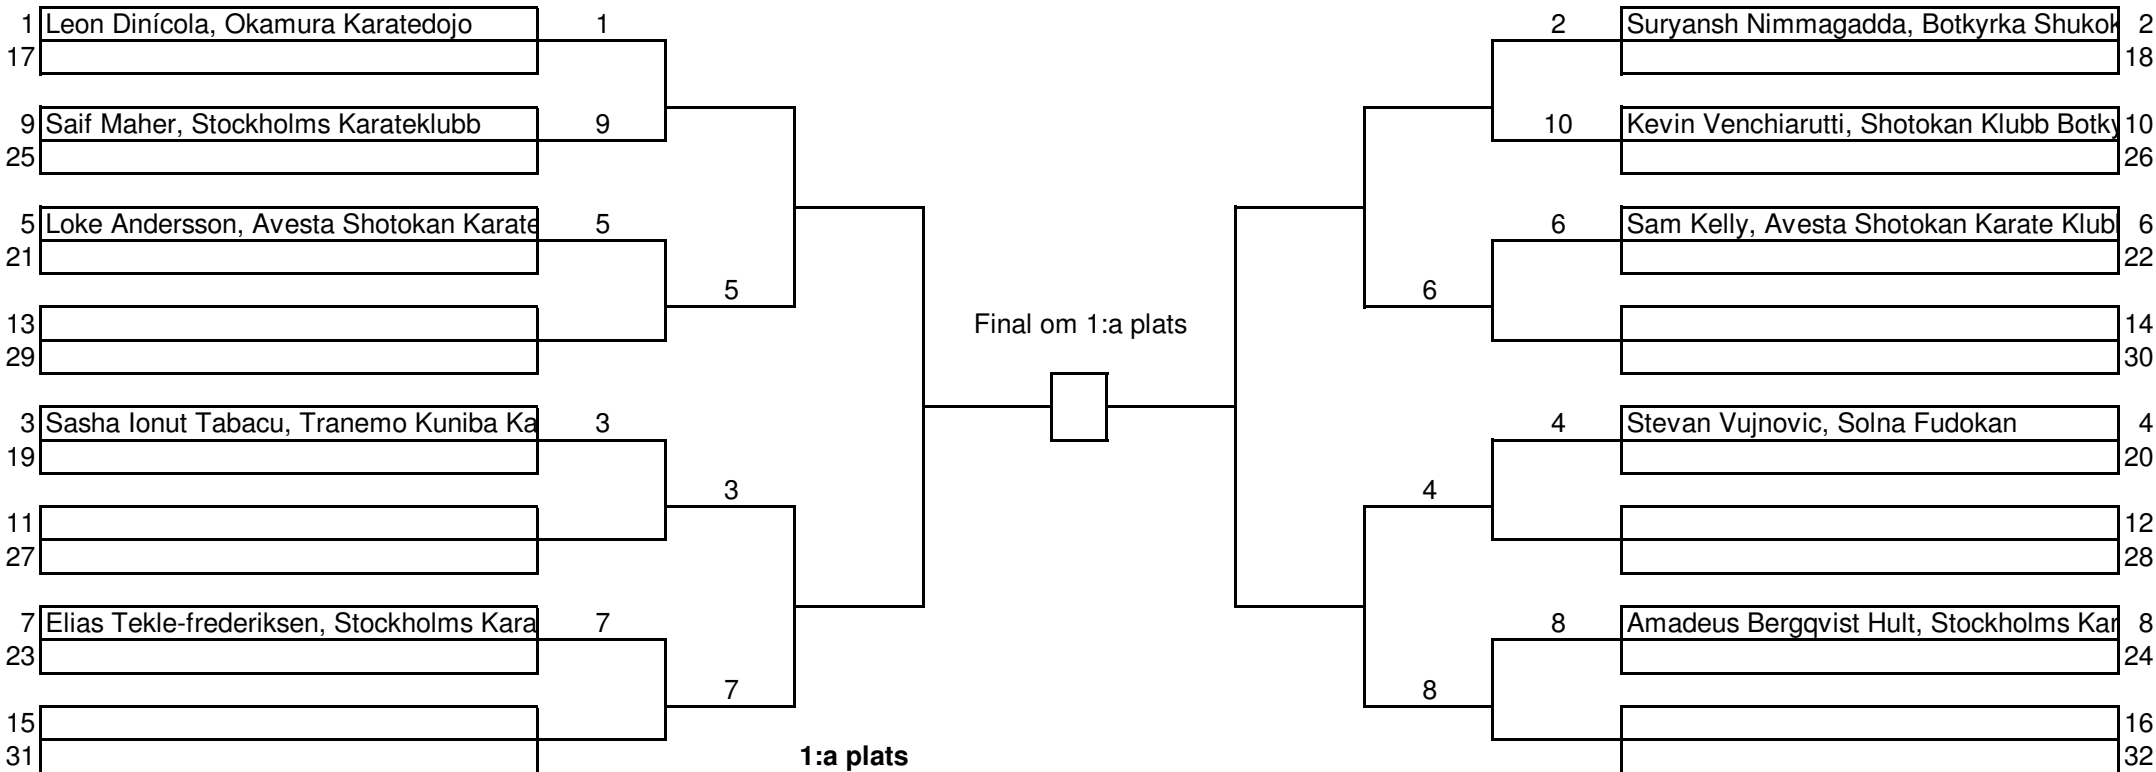 1 Leon Dinícola, Okamura Karatedojo 1 2 Suryansh Nimmagadda, Botkyrka Shukok 2
17 18
9 Saif Maher, Stockholms Karateklubb 9 10 Kevin Venchiarutti, Shotokan Klubb Botky 10
25 26
5 Loke Andersson, Avesta Shotokan Karate 5 6 Sam Kelly, Avesta Shotokan Karate Klub 6
21 22
5 6
13 Final om 1:a plats 14
29 30
3 Sasha Ionut Tabacu, Tranemo Kuniba Ka 3 4 Stevan Vujnovic, Solna Fudokan 4
19 20
3 4
11 12
27 28
7 Elias Tekle-frederiksen, Stockholms Kara 7 8 Amadeus Bergqvist Hult, Stockholms Kar 8
23 24
7 8
15 16
31 1:a plats 32